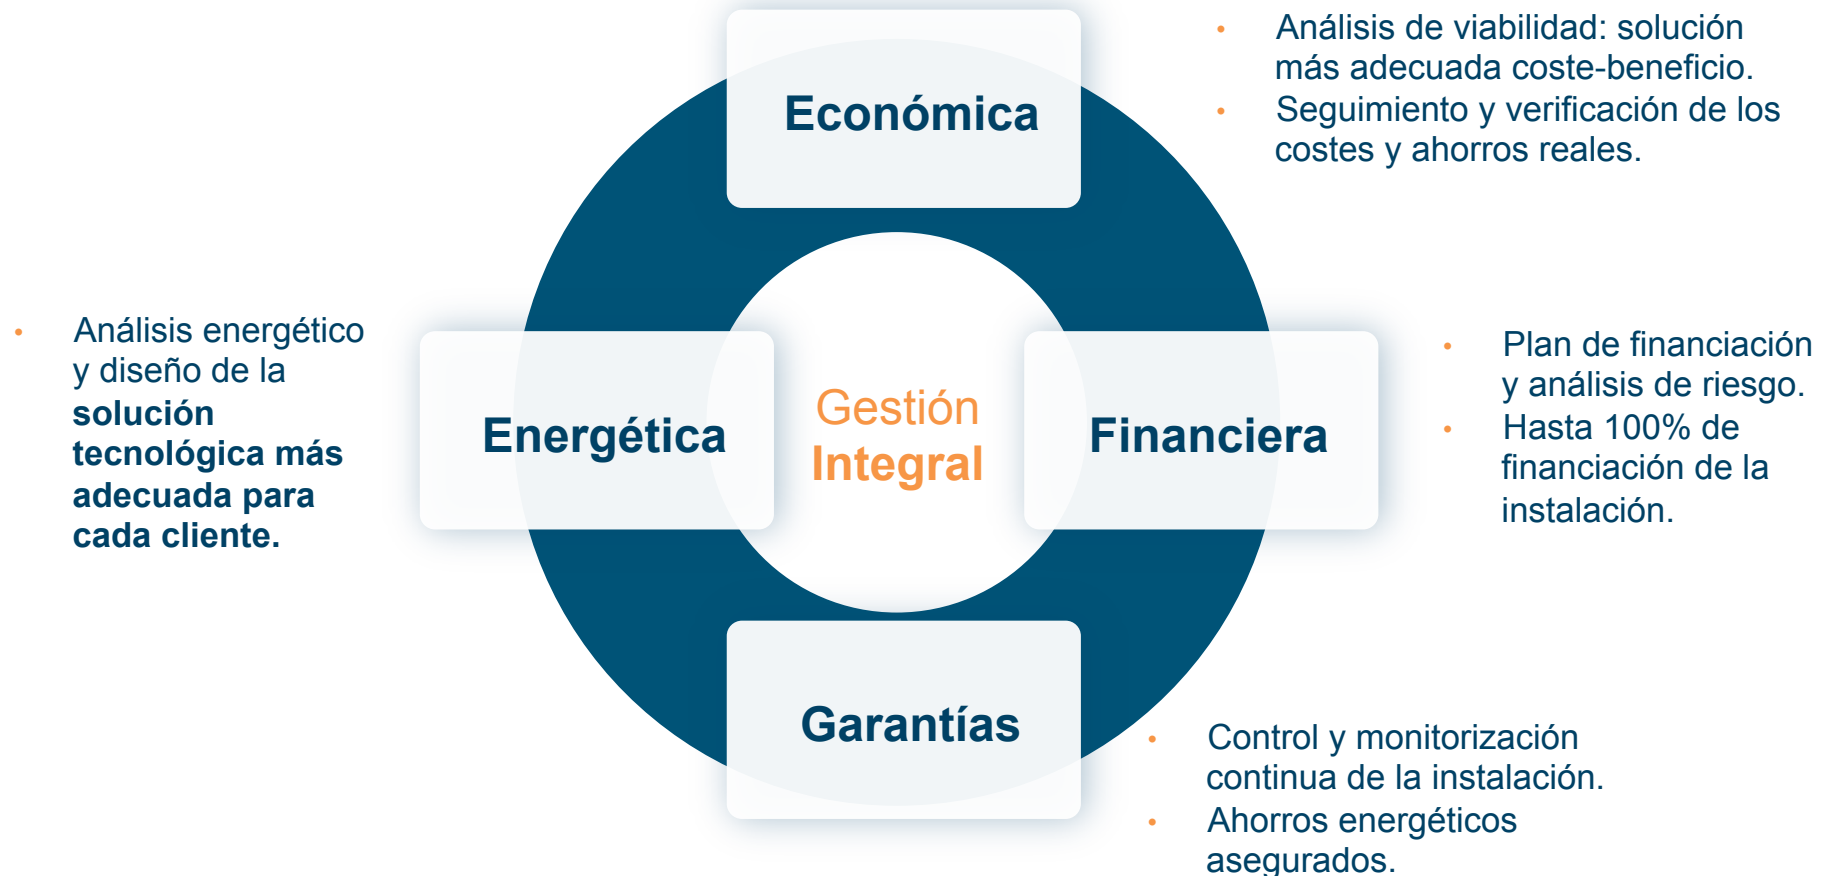 Económica
• Análisis de viabilidad: solución
más adecuada coste-beneficio.
• Seguimiento y verificación de los
costes y ahorros reales.
• Análisis energético
y diseño de la
solución
tecnológica más
adecuada para
cada cliente.
Energética
Gestión
Integral
Financiera
• Plan de financiación
y análisis de riesgo.
• Hasta 100% de
financiación de la
instalación.
Garantías
• Control y monitorización
continua de la instalación.
• Ahorros energéticos
asegurados.